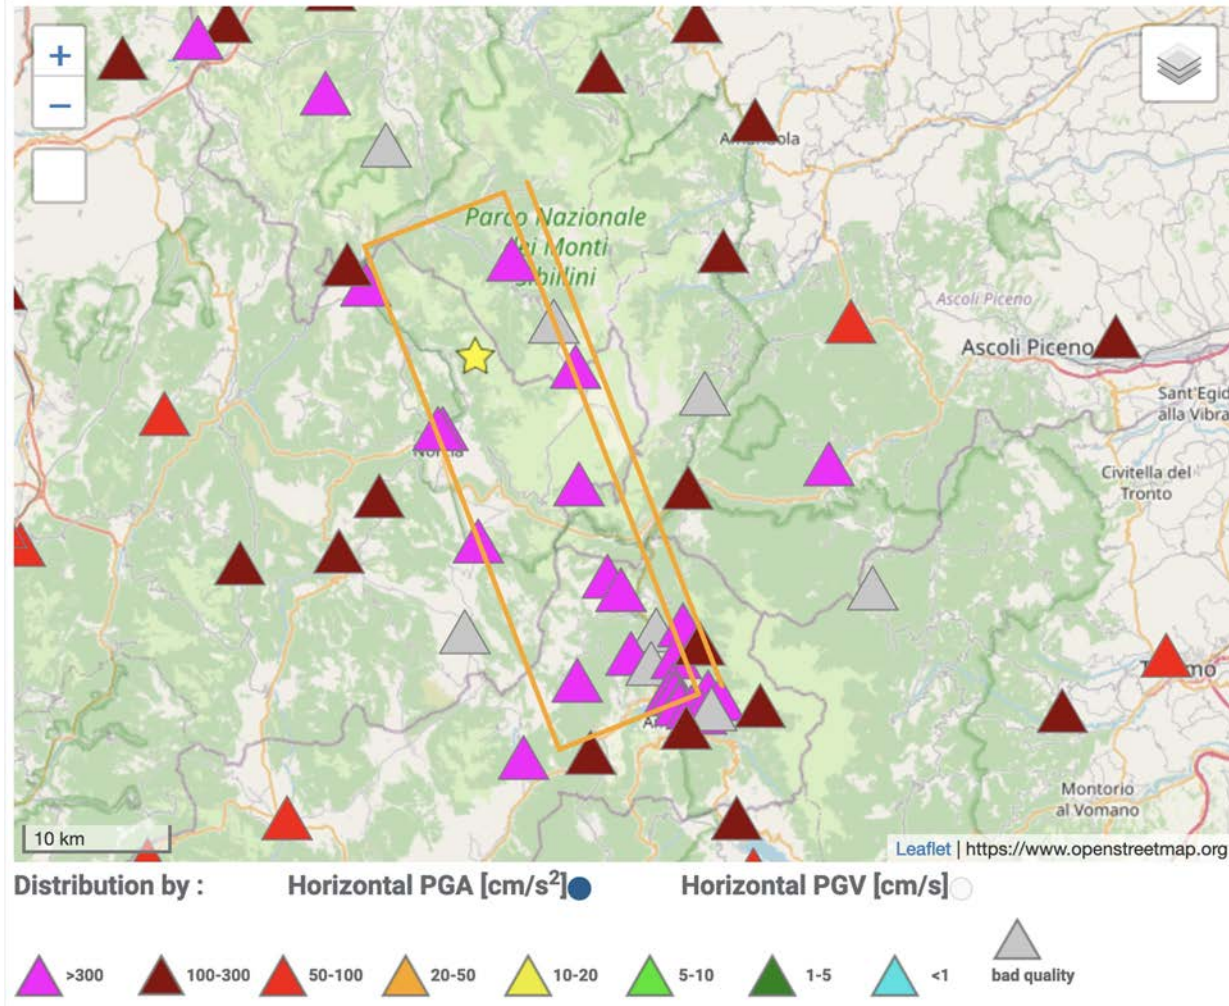 +
−
Parco Nazionale
dei Monti
Sibillini
Ascoli Piceno
Ascoli Piceno
Sant'Egid
alla Vibra
Civitella del
Tronto
Montorio
al Vomano
10 km
Leaflet | https://www.openstreetmap.org
Distribution by : Horizontal PGA [cm/s²] Horizontal PGV [cm/s]
>300 100-300 50-100 20-50 10-20 5-10 1-5 <1 bad quality